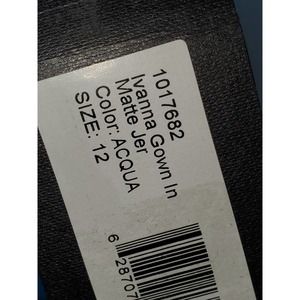 1017682
Ivanna Gown In
Matte Jer
Color: ACQUA
SIZE: 12
6 28707